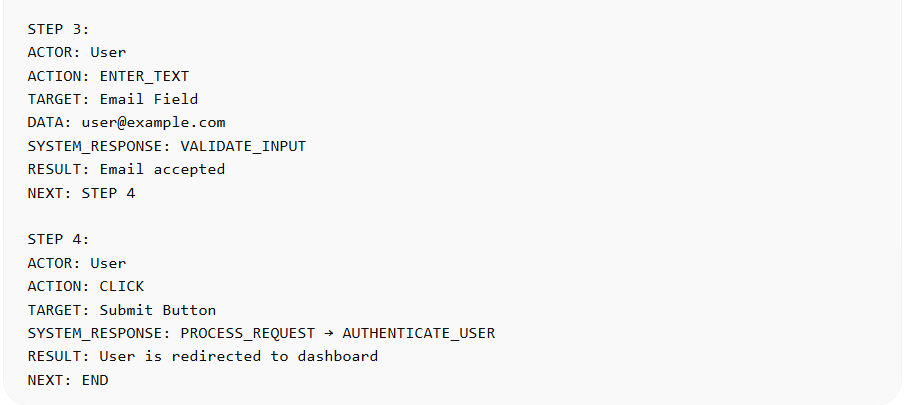 STEP 3:
ACTOR: User
ACTION: ENTER_TEXT
TARGET: Email Field
DATA: user@example.com
SYSTEM_RESPONSE: VALIDATE_INPUT
RESULT: Email accepted
NEXT: STEP 4

STEP 4:
ACTOR: User
ACTION: CLICK
TARGET: Submit Button
SYSTEM_RESPONSE: PROCESS_REQUEST → AUTHENTICATE_USER
RESULT: User is redirected to dashboard
NEXT: END